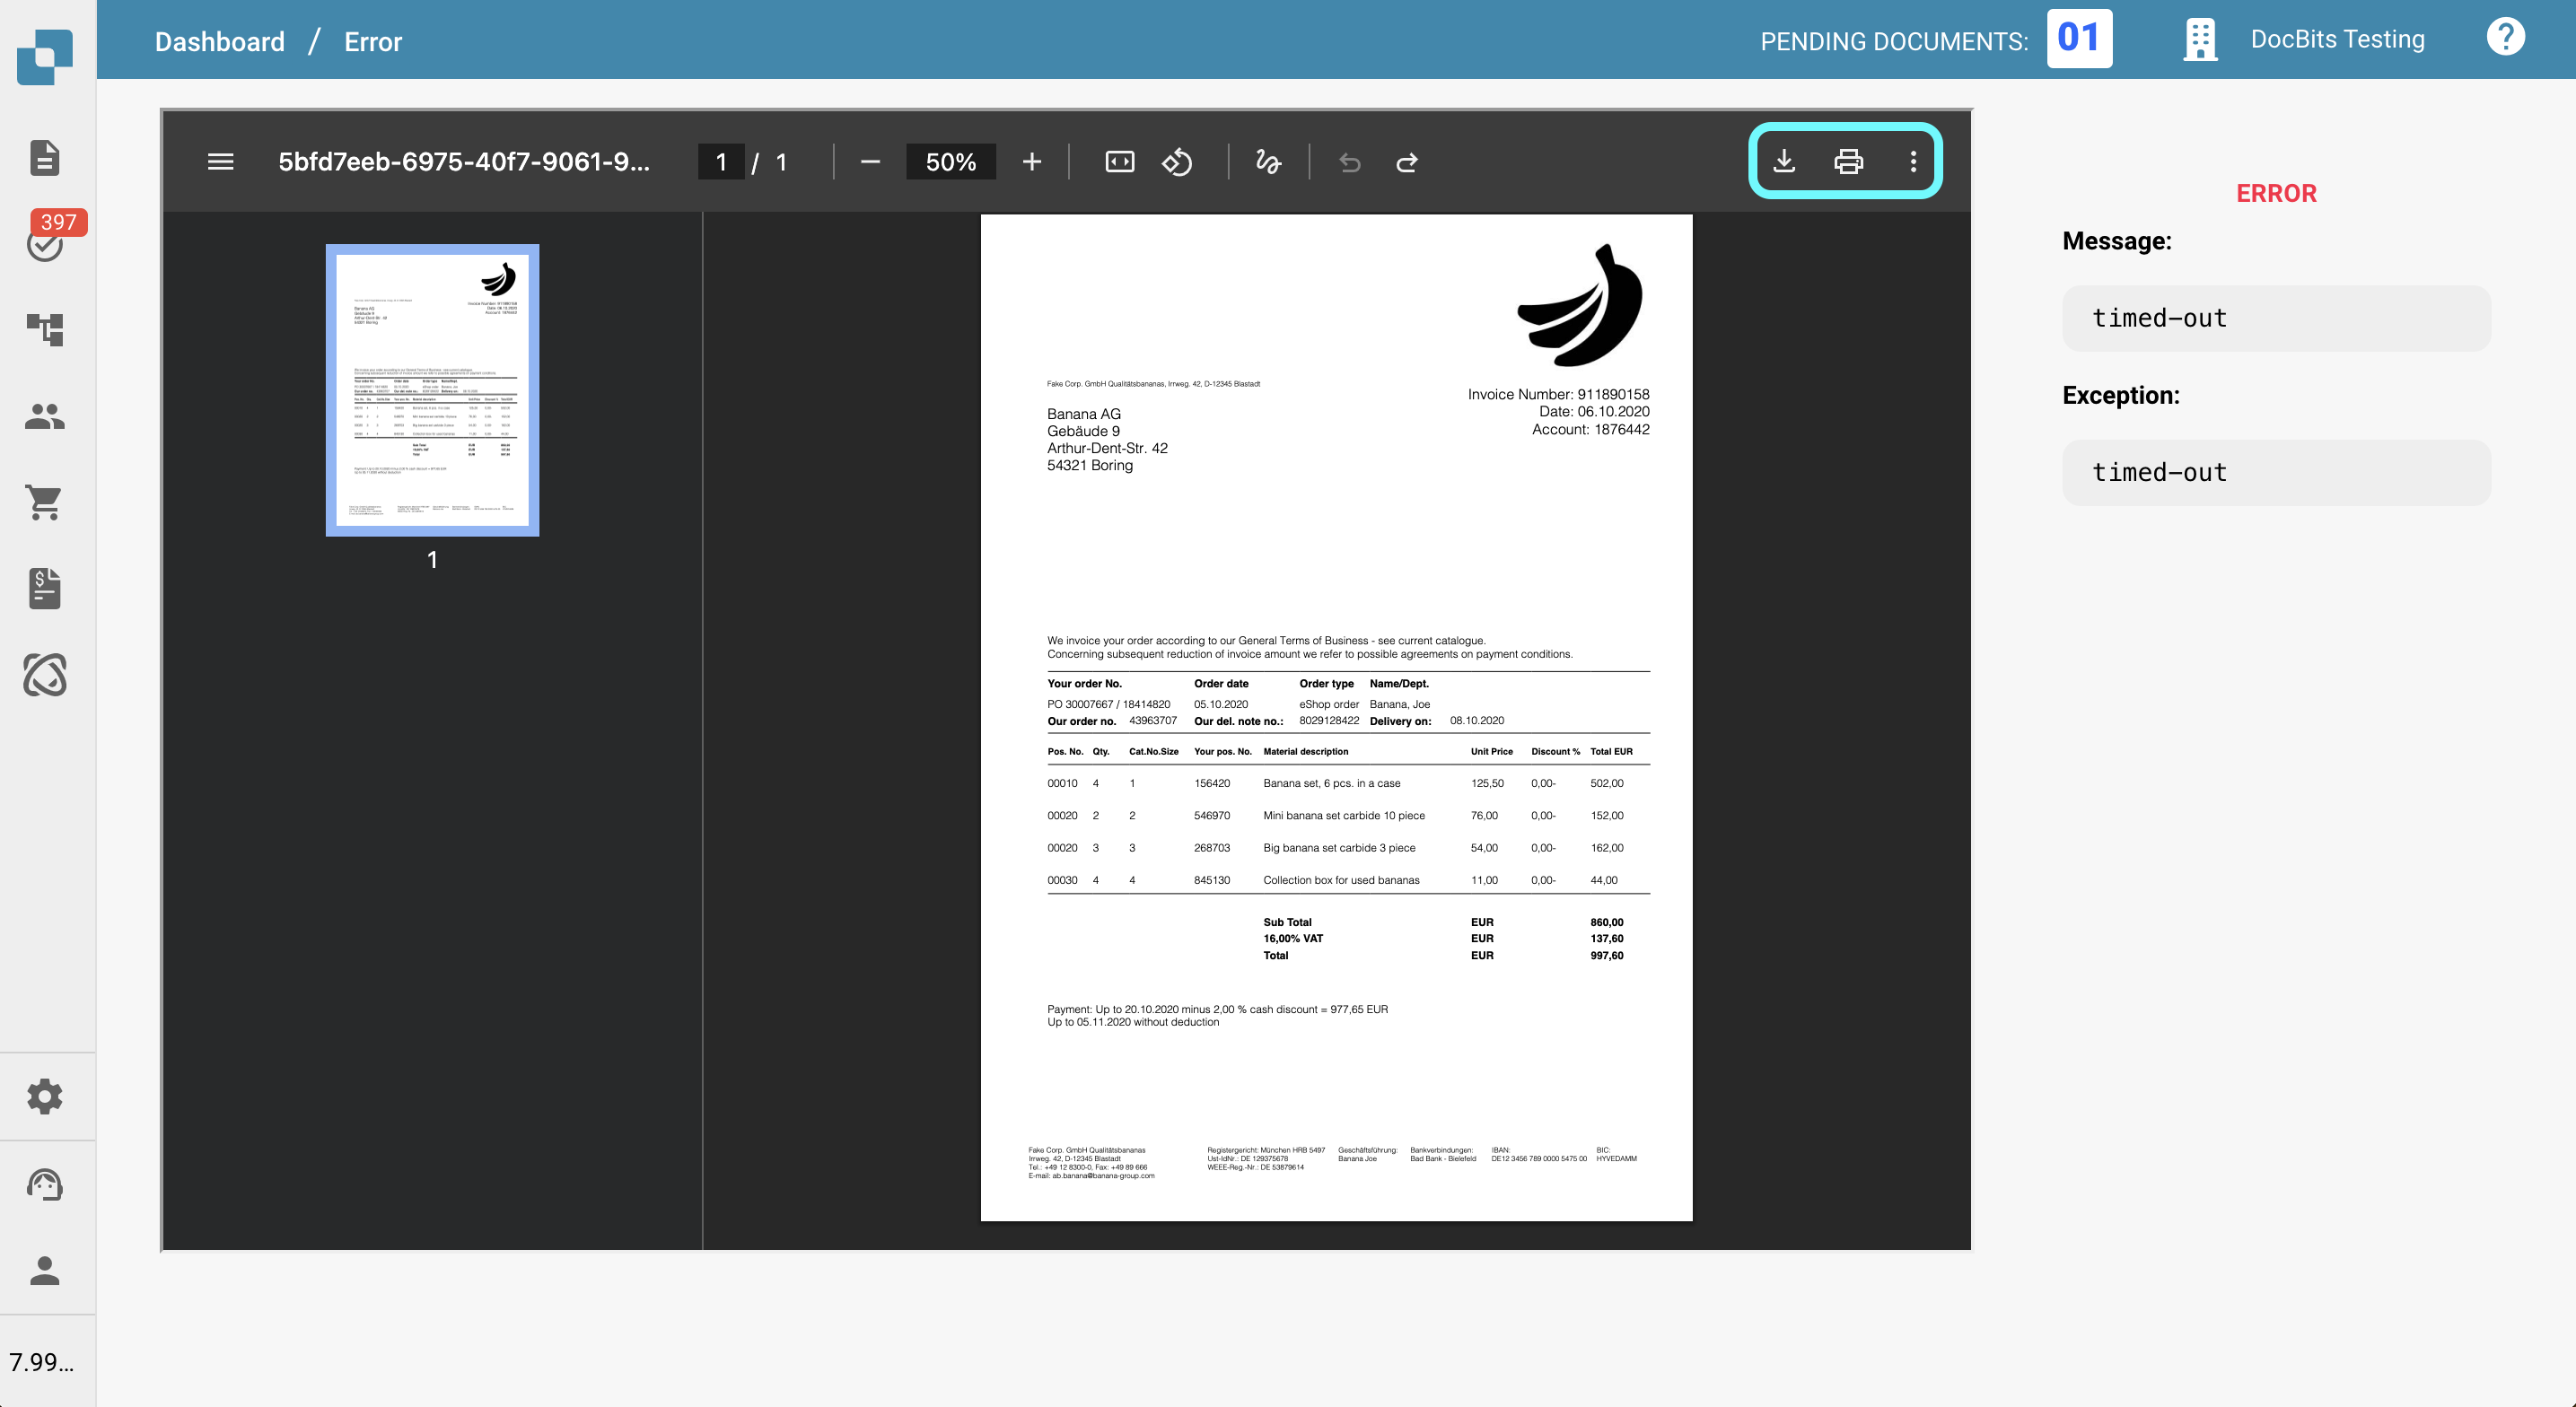 Dashboard / Error
PENDING DOCUMENTS: 01
DocBits Testing
?
397
7.99...
5bfd7eeb-6975-40f7-9061-9...
1 / 1
50%
1
Fake Corp. GmbH Qualitätsbananas, Irrweg. 42, D-12345 Blastadt
Banana AG
Gebäude 9
Arthur-Dent-Str. 42
54321 Boring
Invoice Number: 911890158
Date: 06.10.2020
Account: 1876442
We invoice your order according to our General Terms of Business - see current catalogue.
Concerning subsequent reduction of invoice amount we refer to possible agreements on payment conditions.
Your order No. Order date Order type Name/Dept.
PO 30007667 / 18414820 05.10.2020 eShop order Banana, Joe
Our order no. 43963707 Our del. note no.: 8029128422 Delivery on: 08.10.2020
Pos. No. Qty. Cat.No.Size Your pos. No. Material description Unit Price Discount % Total EUR
00010 4 1 156420 Banana set, 6 pcs. in a case 125,50 0,00- 502,00
00020 2 2 546970 Mini banana set carbide 10 piece 76,00 0,00- 152,00
00020 3 3 268703 Big banana set carbide 3 piece 54,00 0,00- 162,00
00030 4 4 845130 Collection box for used bananas 11,00 0,00- 44,00
Sub Total EUR 860,00
16,00% VAT EUR 137,60
Total EUR 997,60
Payment: Up to 20.10.2020 minus 2,00 % cash discount = 977,65 EUR
Up to 05.11.2020 without deduction
Fake Corp. GmbH Qualitätsbananas
Irrweg. 42, D-12345 Blastadt
Tel.: +49 12 8300-0, Fax: +49 89 666
E-mail: ab.banana@banana-group.com
Registergericht: München HRB 5497
Ust-IdNr.: DE 129375678
WEEE-Reg.-Nr.: DE 53879614
Geschäftsführung:
Banana Joe
Bankverbindungen:
Bad Bank - Bielefeld
IBAN:
DE12 3456 789 0000 5475 00
BIC:
HYVEDAMM
ERROR
Message:
timed-out
Exception:
timed-out